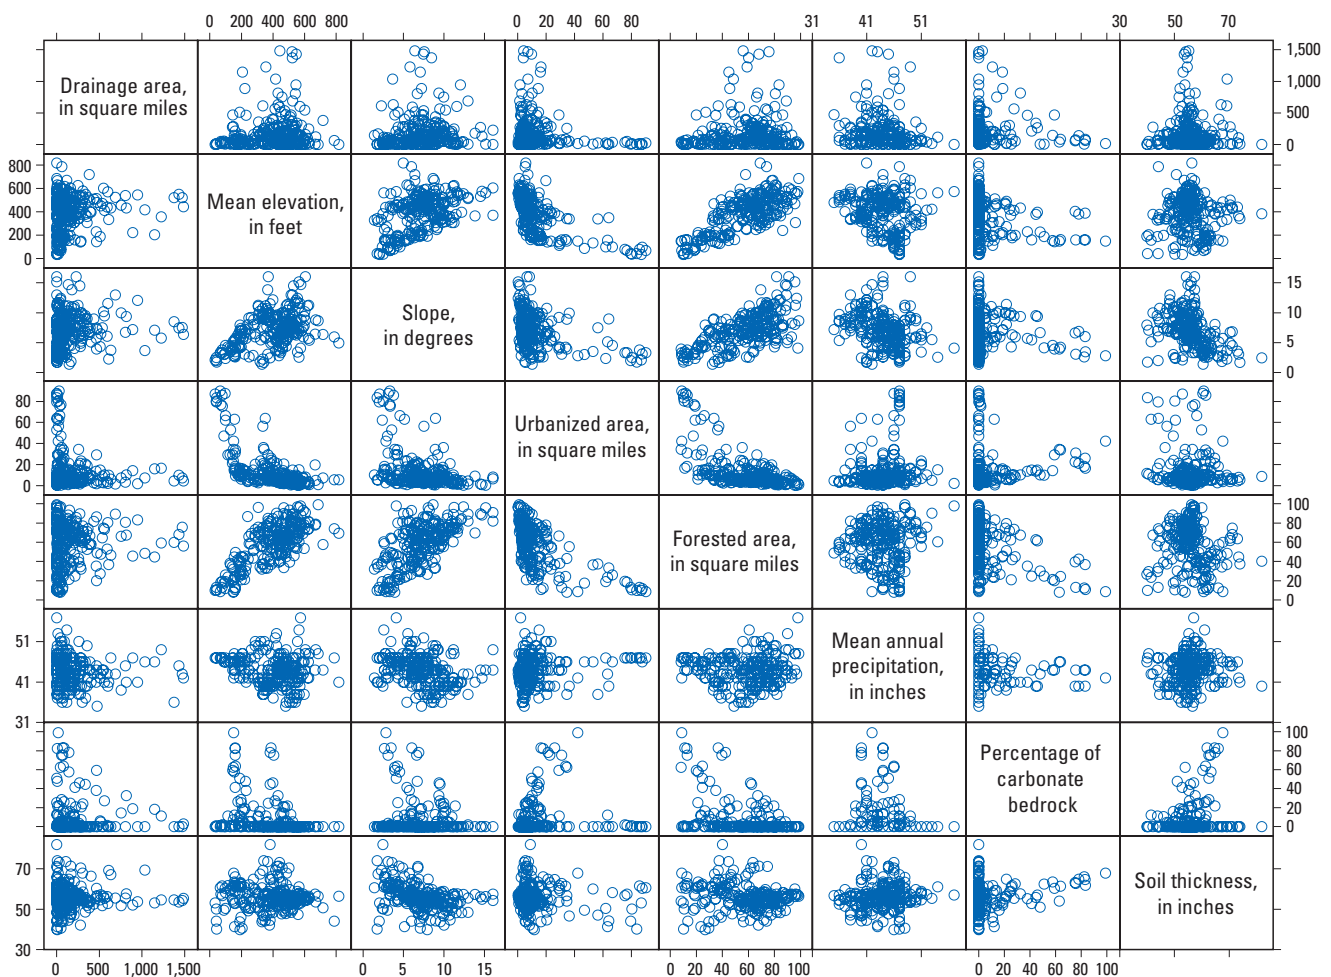 0 200 400 600 800 0 20 40 60 80 31 41 51 30 50 70
Drainage area,
in square miles
1,500
1,000
500
0
800
600
400
200
0
Mean elevation,
in feet
Slope,
in degrees
15
10
5
0
80
60
40
20
0
Urbanized area,
in square miles
Forested area,
in square miles
100
80
60
40
20
0
51
41
31
Mean annual
precipitation,
in inches
Percentage of
carbonate
bedrock
100
80
60
40
20
0
70
50
30
Soil thickness,
in inches
0 500 1,000 1,500 0 5 10 15 0 20 40 60 80 100 0 20 40 60 80 100